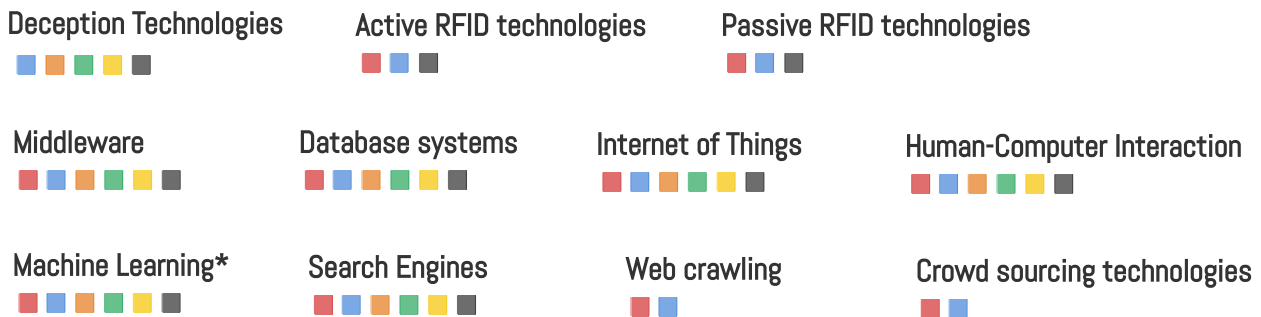 Deception Technologies
Active RFID technologies
Passive RFID technologies
Middleware
Database systems
Internet of Things
Human-Computer Interaction
Machine Learning*
Search Engines
Web crawling
Crowd sourcing technologies